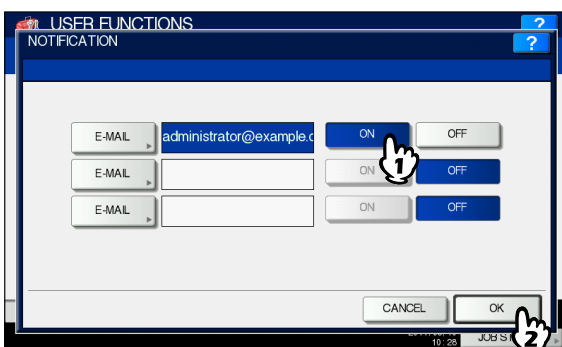 USER FUNCTIONS ?
NOTIFICATION ?
E-MAIL administrator@example.c ON OFF
1
E-MAIL ON OFF
E-MAIL ON OFF
CANCEL OK
2
10:28 JOB S